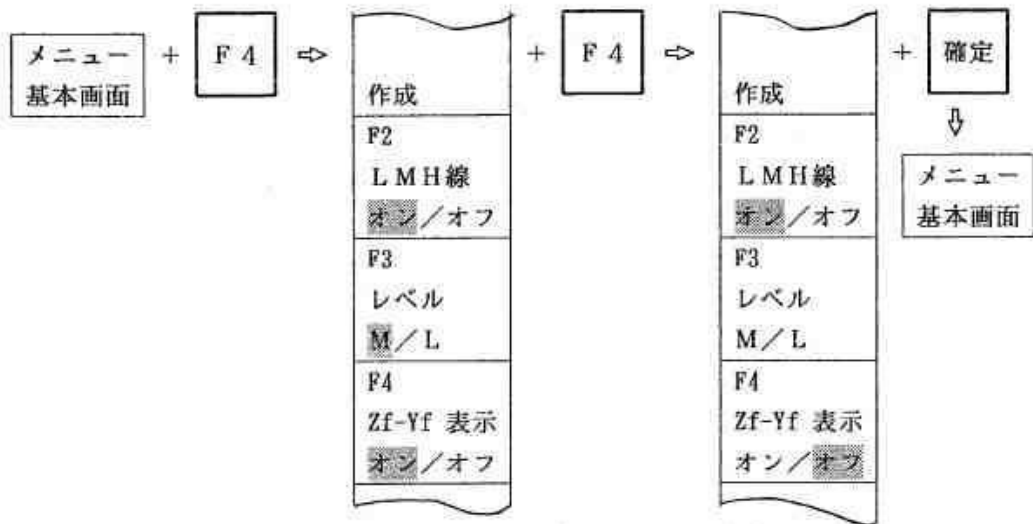 メニュー
基本画面
+
F4
⇨
作成
F2
LMH線
オン/オフ
F3
レベル
M/L
F4
Zf-Yf 表示
オン/オフ
+
F4
⇨
作成
F2
LMH線
オン/オフ
F3
レベル
M/L
F4
Zf-Yf 表示
オン/オフ
+
確定
⇩
メニュー
基本画面